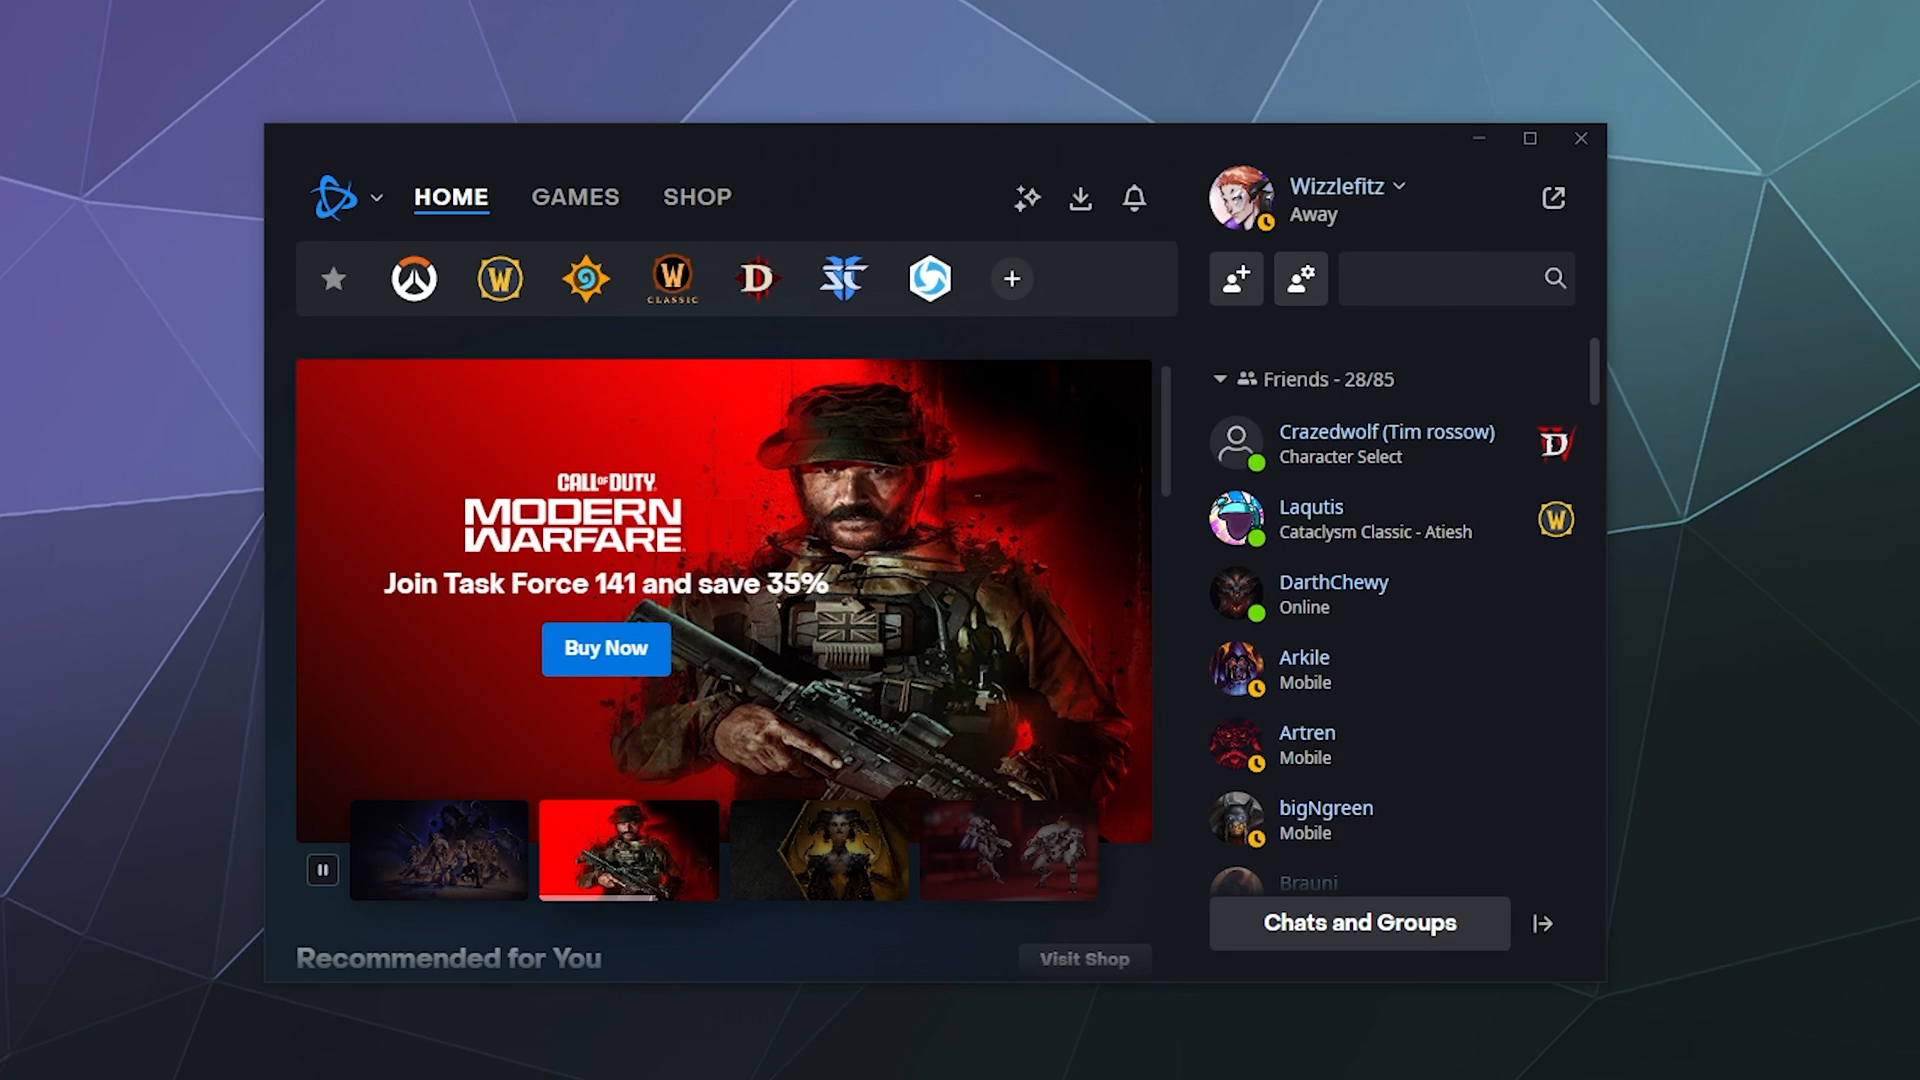 HOME GAMES SHOP
Wizzlefitz
Away
CLASSIC
CALL OF DUTY
MODERN
WARFARE
Join Task Force 141 and save 35%
Buy Now
Recommended for You
Visit Shop
Friends - 28/85
Crazedwolf (Tim rossow)
Character Select
Laqutis
Cataclysm Classic - Atiesh
DarthChewy
Online
Arkile
Mobile
Artren
Mobile
bigNgreen
Mobile
Brauni
Chats and Groups